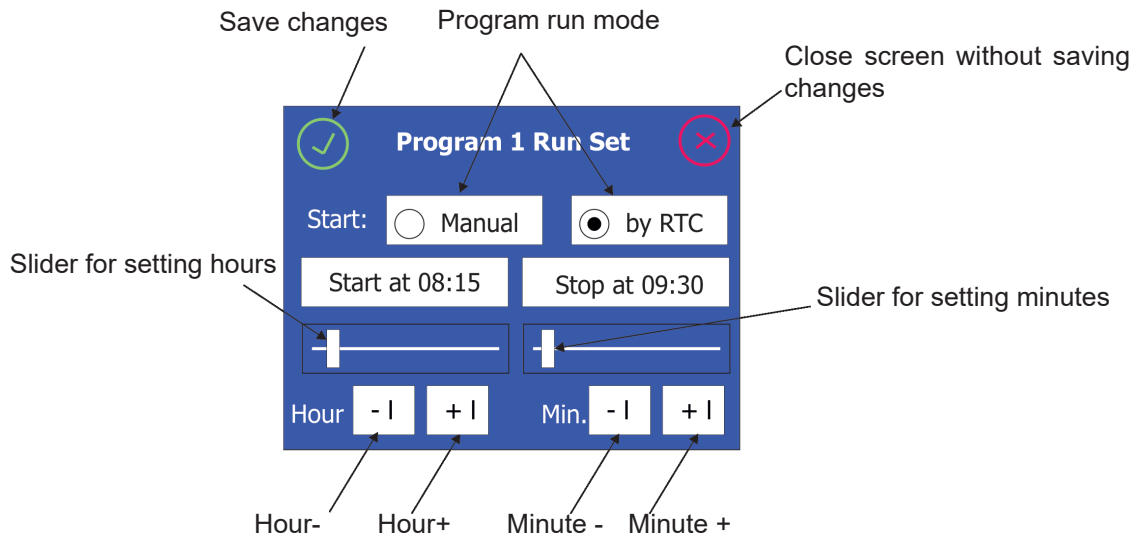 Save changes
Program run mode
Close screen without saving
changes
Program 1 Run Set
Start:
Manual
by RTC
Slider for setting hours
Start at 08:15
Stop at 09:30
Slider for setting minutes
Hour
- l
+ l
Min.
- l
+ l
Hour-
Hour+
Minute -
Minute +